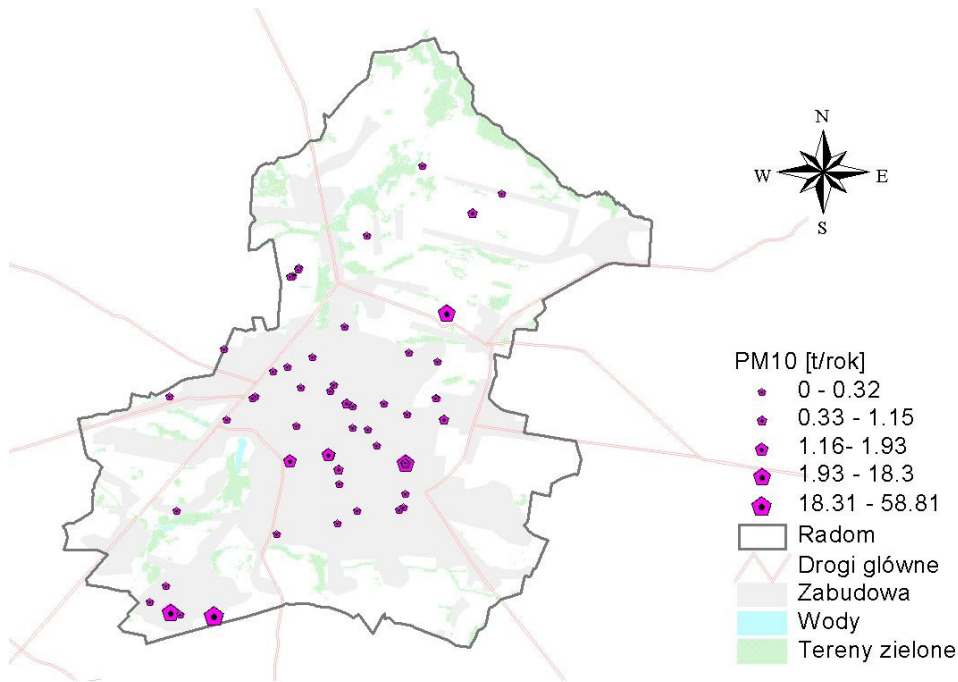 N
W E
S
PM10 [t/rok]
0 - 0.32
0.33 - 1.15
1.16- 1.93
1.93 - 18.3
18.31 - 58.81
Radom
Drogi glówne
Zabudowa
Wody
Tereny zielone